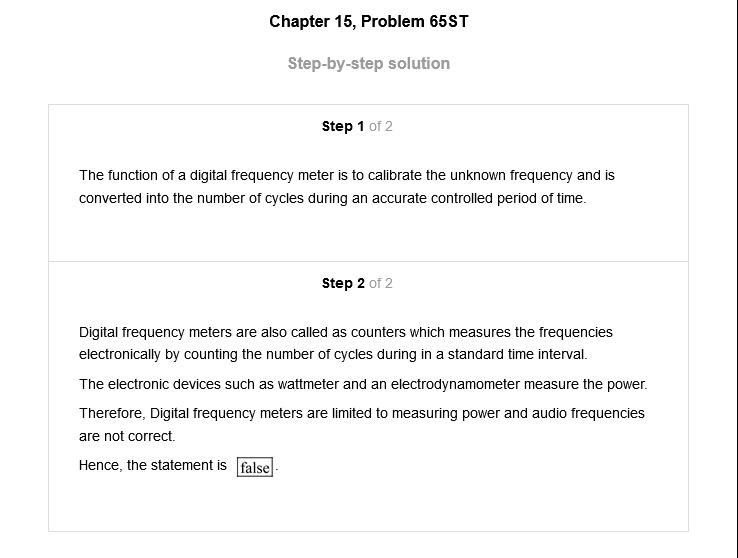 Chapter 15, Problem 65ST
Step-by-step solution
Step 1 of 2
The function of a digital frequency meter is to calibrate the unknown frequency and is
converted into the number of cycles during an accurate controlled period of time.
Step 2 of 2
Digital frequency meters are also called as counters which measures the frequencies
electronically by counting the number of cycles during in a standard time interval.
The electronic devices such as wattmeter and an electrodynamometer measure the power.
Therefore, Digital frequency meters are limited to measuring power and audio frequencies
are not correct.
Hence, the statement is false.